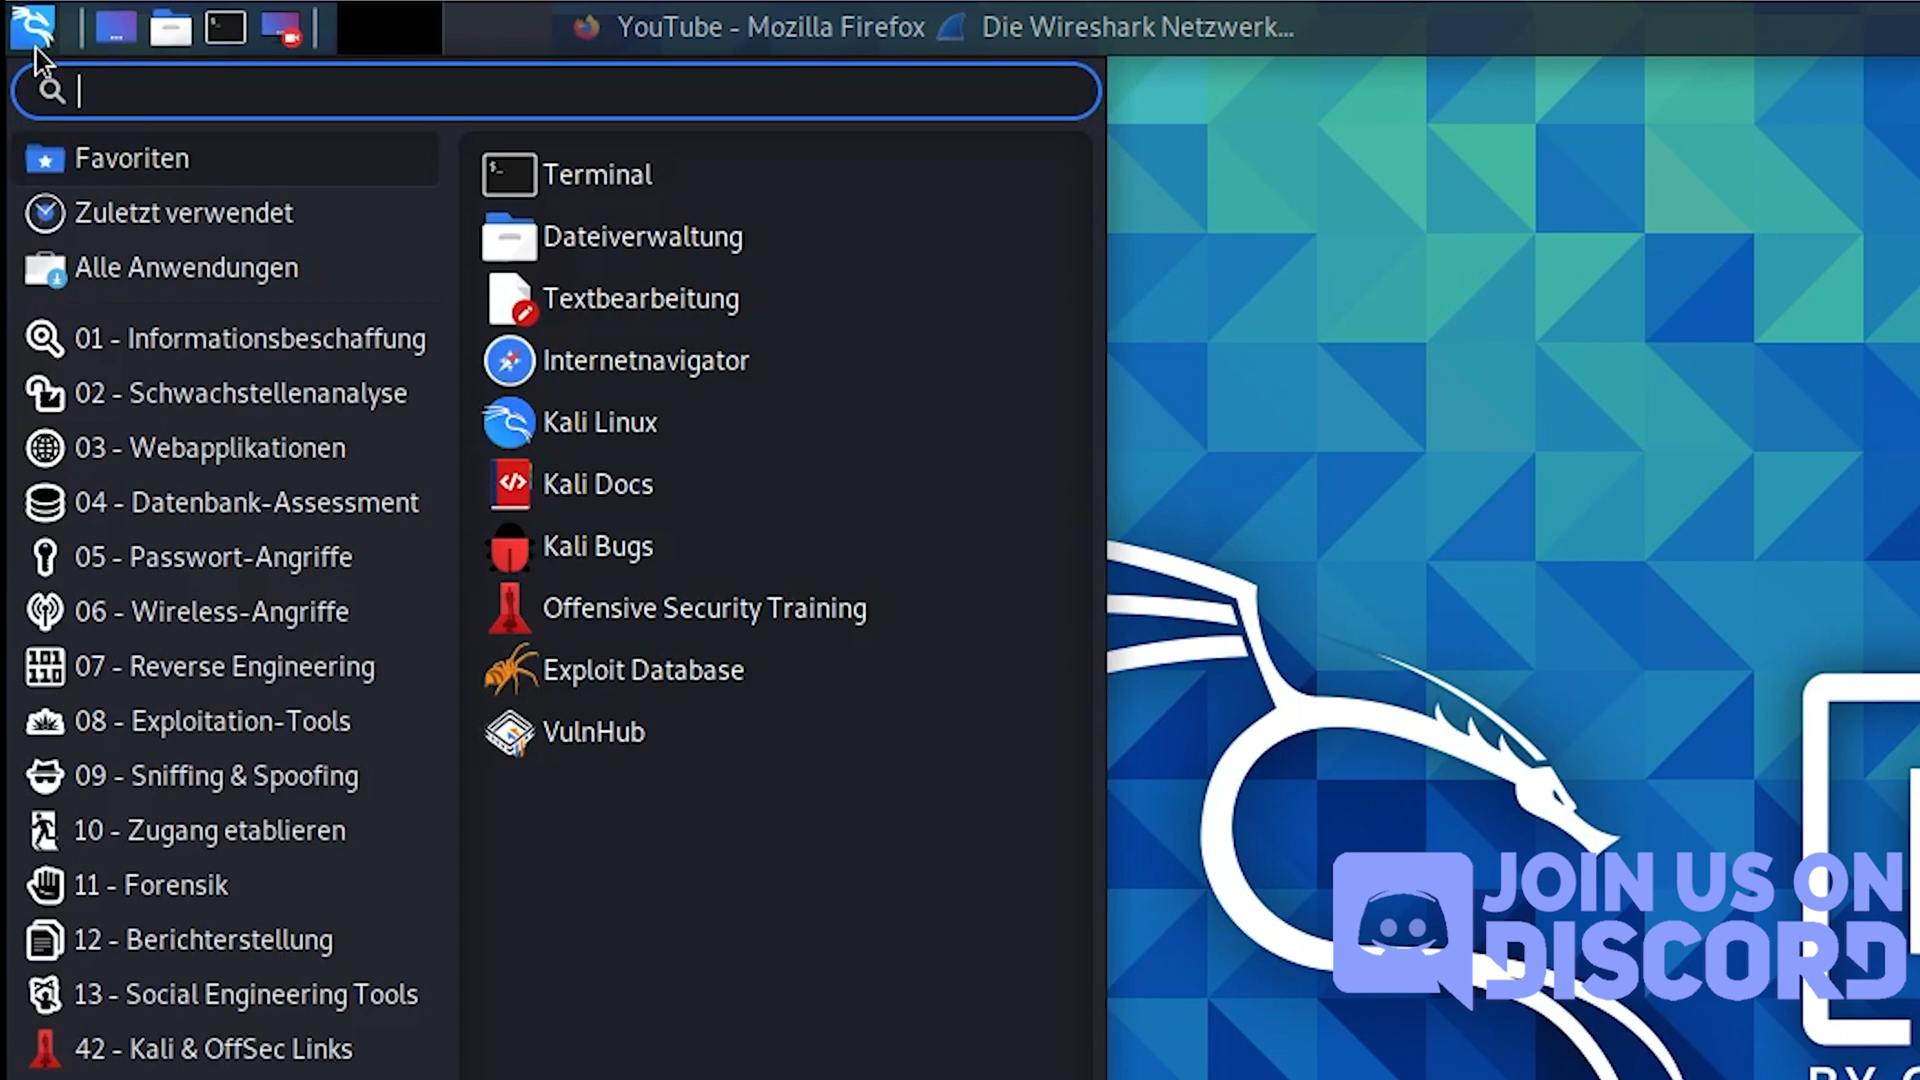 YouTube - Mozilla Firefox
Die Wireshark Netzwerk...
Favoriten
Zuletzt verwendet
Alle Anwendungen
01 - Informationsbeschaffung
02 - Schwachstellenanalyse
03 - Webapplikationen
04 - Datenbank-Assessment
05 - Passwort-Angriffe
06 - Wireless-Angriffe
07 - Reverse Engineering
08 - Exploitation-Tools
09 - Sniffing & Spoofing
10 - Zugang etablieren
11 - Forensik
12 - Berichterstellung
13 - Social Engineering Tools
42 - Kali & OffSec Links
Terminal
Dateiverwaltung
Textbearbeitung
Internetnavigator
Kali Linux
Kali Docs
Kali Bugs
Offensive Security Training
Exploit Database
VulnHub
JOIN US ON
DISCORD